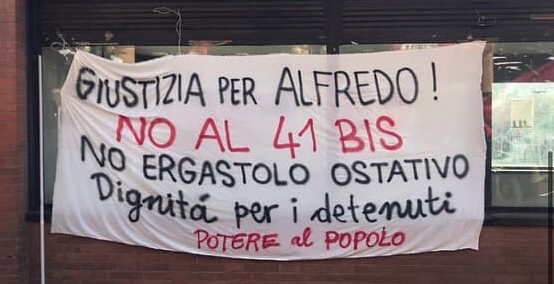 GIUSTIZIA PER ALFREDO!
NO AL 41 BIS
NO ERGASTOLO OSTATIVO
Dignitá per i detenuti
POTERE al POPOLO